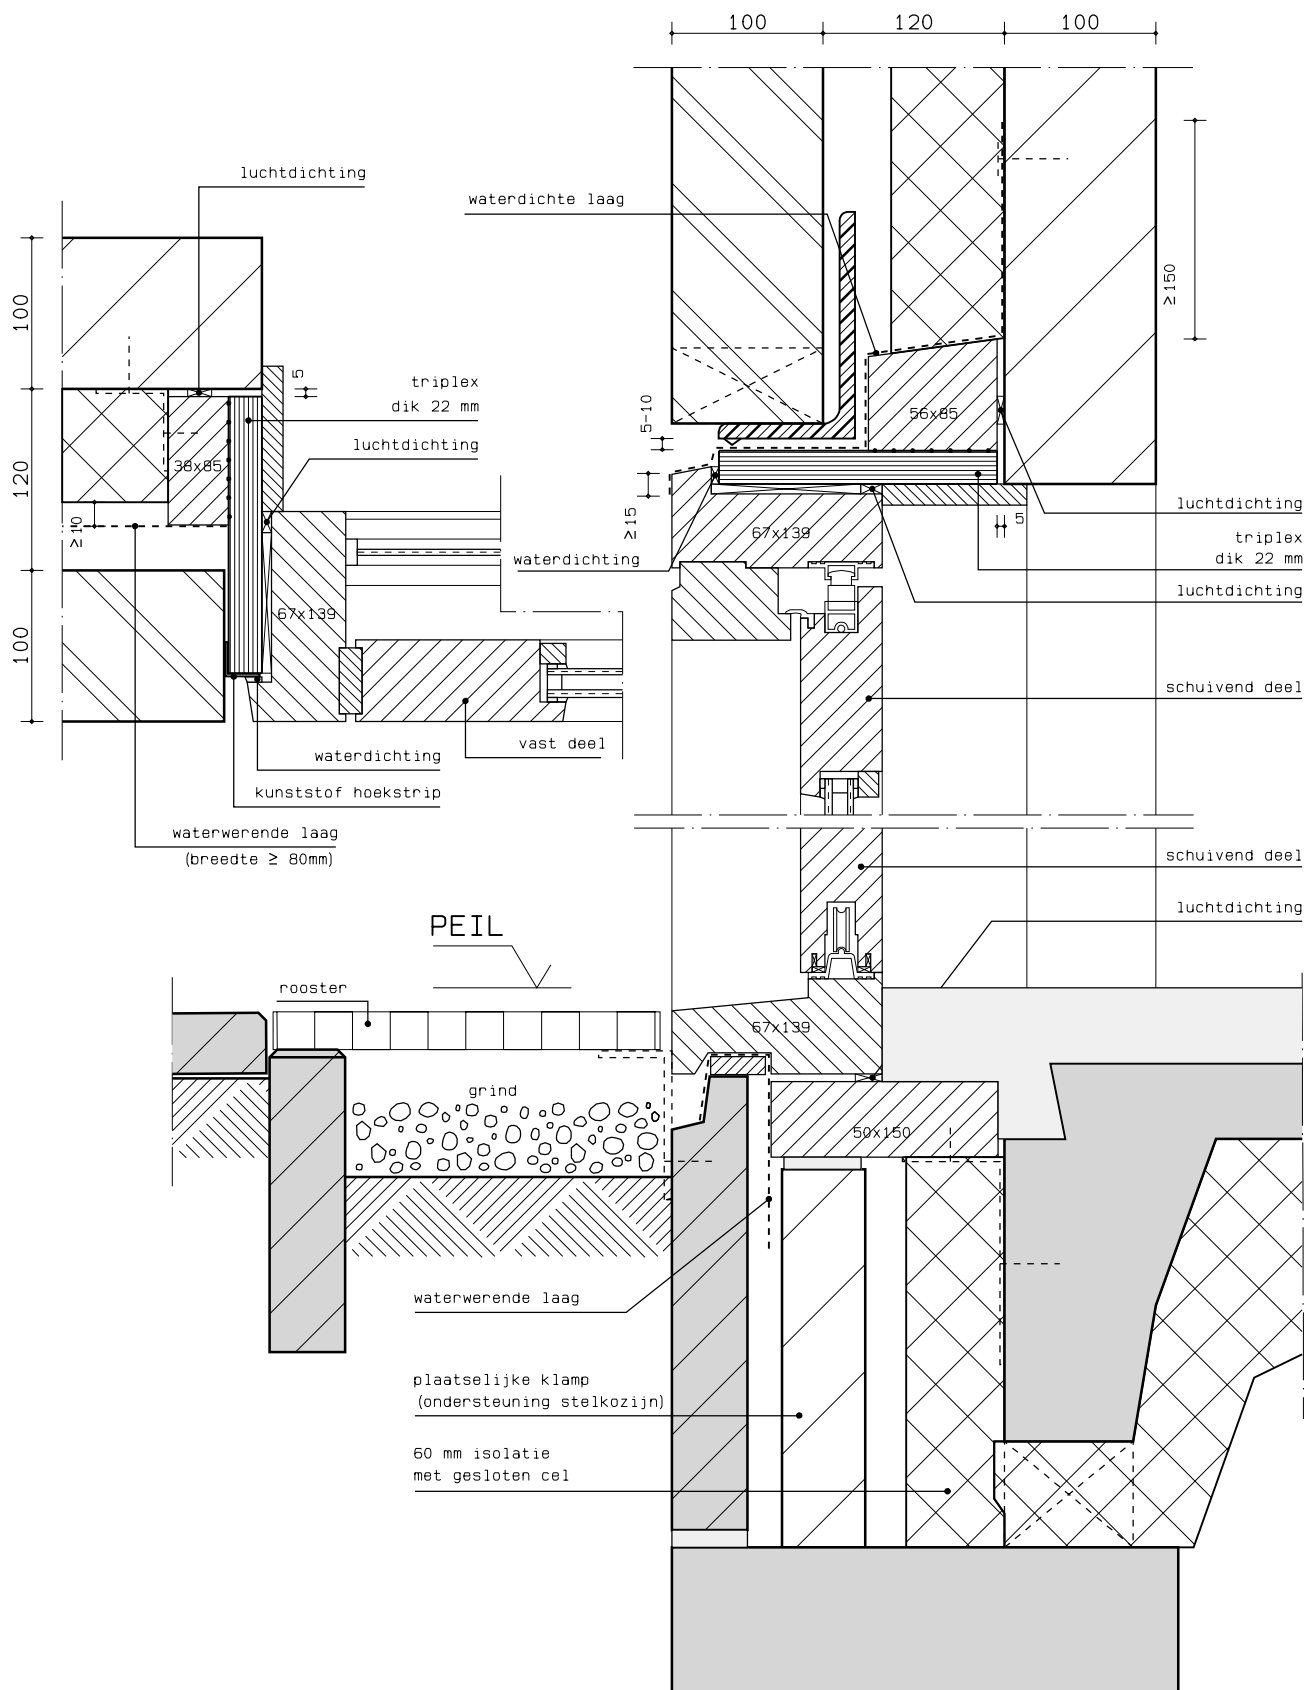 100
120
100
luchtdichting
waterdichte laag
≥150
100
5
triplex
dik 22 mm
5-10
56x85
luchtdichting
38x85
120
≥10
≥15
67x139
5
luchtdichting
triplex
dik 22 mm
waterdichting
luchtdichting
67x139
100
schuivend deel
vast deel
waterdichting
kunststof hoekstrip
waterwerende laag
(breedte ≥ 80mm)
schuivend deel
luchtdichting
PEIL
rooster
67x139
grind
50x150
waterwerende laag
plaatselijke klamp
(ondersteuning stelkozijn)
60 mm isolatie
met gesloten cel